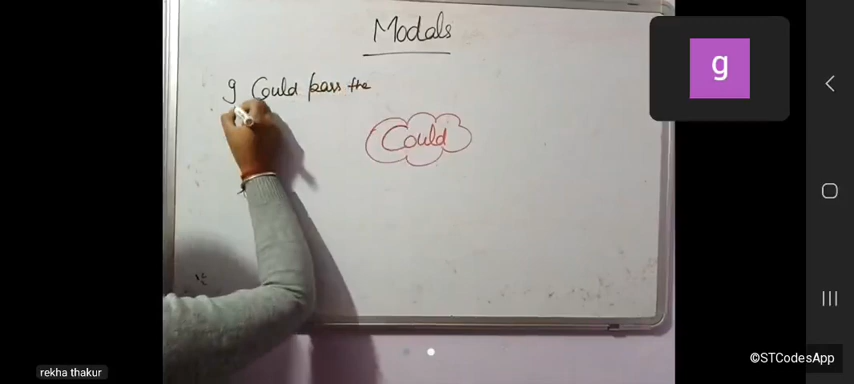 Modals
g Could pass the
Could
g
rekha thakur
©STCodesApp